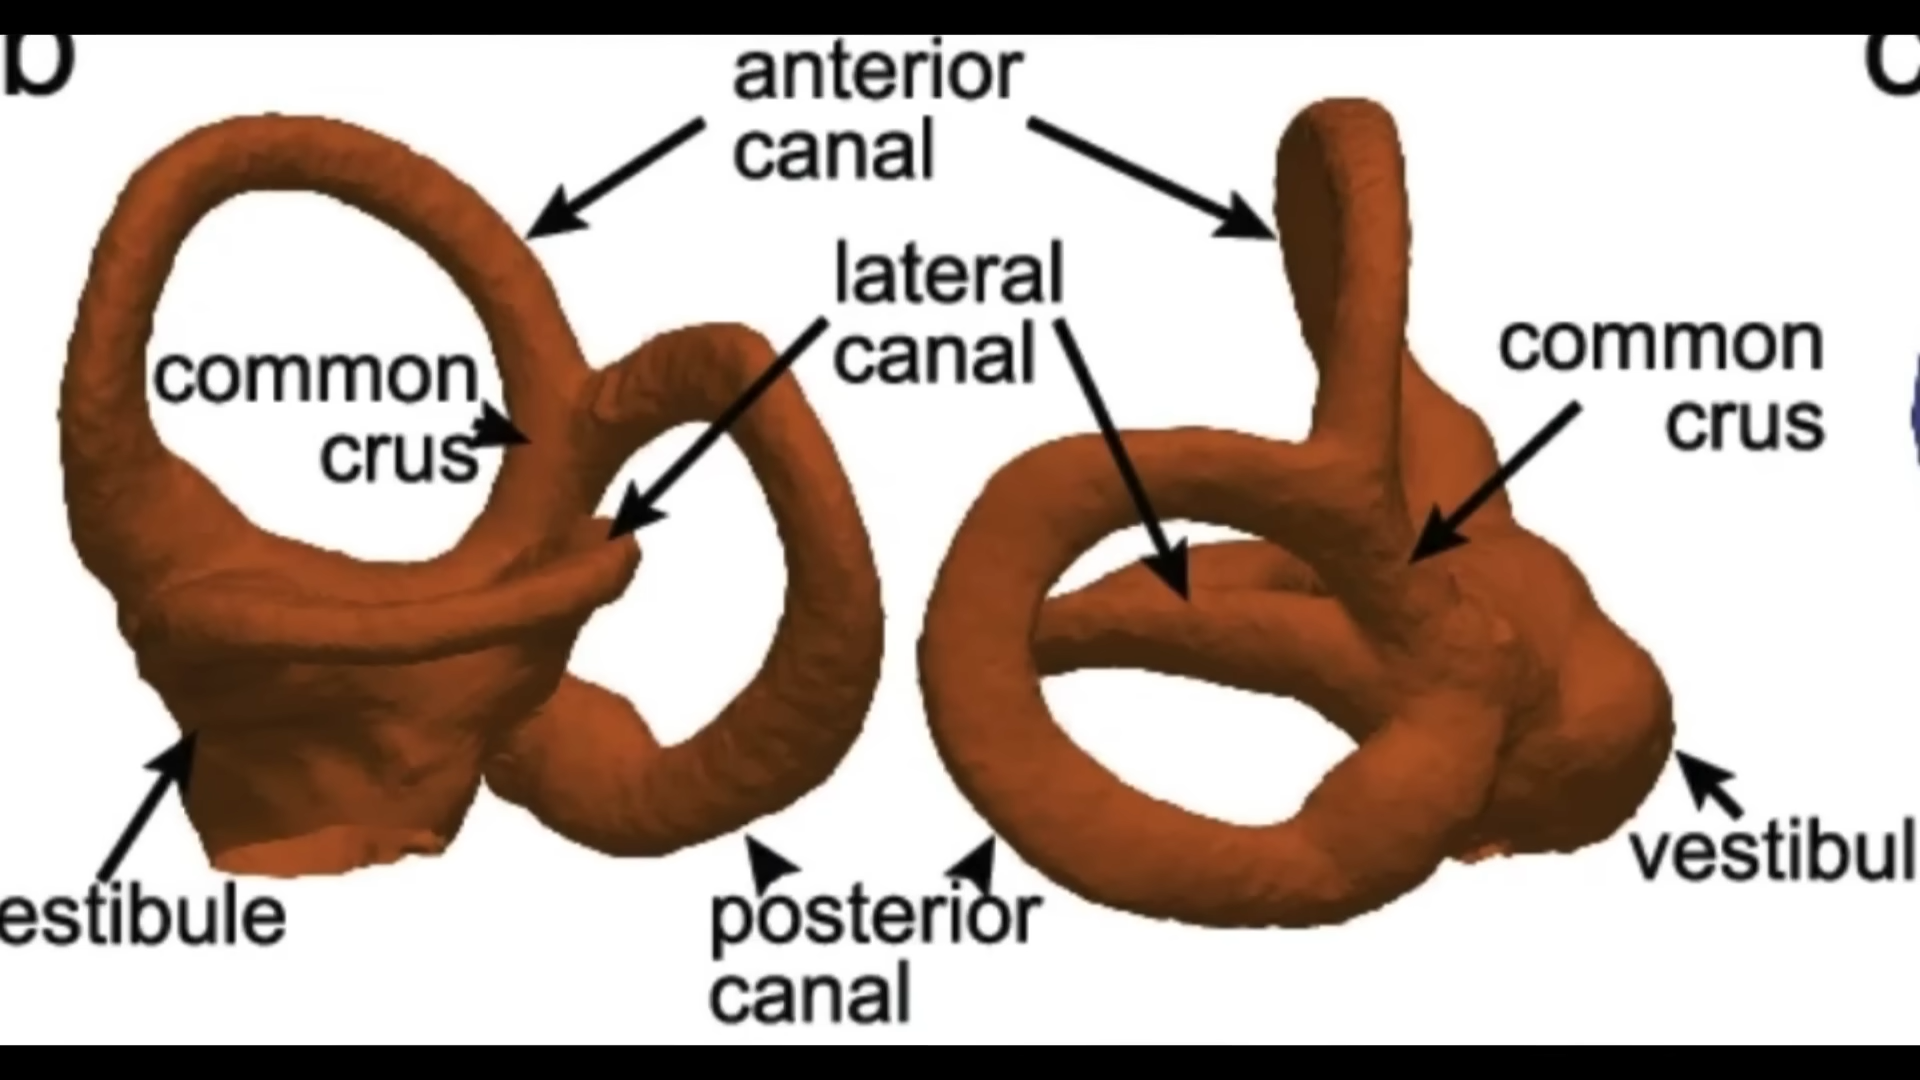 b
anterior
canal
lateral
canal
common
crus
common
crus
estibule
vestibul
posterior
canal